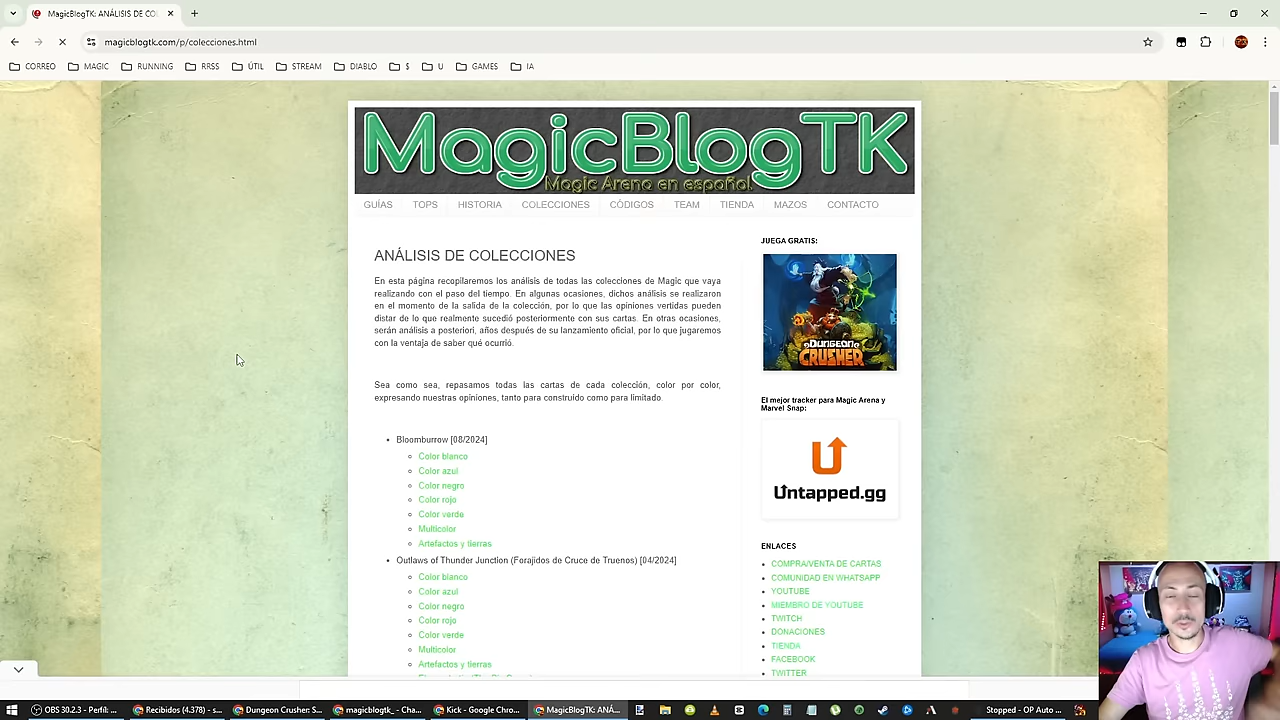 MagicBlogTK: ANÁLISIS DE COL
magicblogtk.com/p/colecciones.html
CORREO
MAGIC
RUNNING
RRSS
ÚTIL
STREAM
DIABLO
$
U
GAMES
IA
MagicBlogTK
Magic Arena en español
GUÍAS
TOPS
HISTORIA
COLECCIONES
CÓDIGOS
TEAM
TIENDA
MAZOS
CONTACTO
ANÁLISIS DE COLECCIONES
En esta página recopilaremos los análisis de todas las colecciones de Magic que vaya
realizando con el paso del tiempo. En algunas ocasiones, dichos análisis se realizaron
en el momento de la salida de la colección, por lo que las opiniones vertidas pueden
distar de lo que realmente sucedió posteriormente con sus cartas. En otras ocasiones,
serán análisis a posteriori, años después de su lanzamiento oficial, por lo que jugaremos
con la ventaja de saber qué ocurrió.
Sea como sea, repasamos todas las cartas de cada colección, color por color,
expresando nuestras opiniones, tanto para construido como para limitado.
Bloomburrow [08/2024]
Color blanco
Color azul
Color negro
Color rojo
Color verde
Multicolor
Artefactos y tierras
Outlaws of Thunder Junction (Forajidos de Cruce de Truenos) [04/2024]
Color blanco
Color azul
Color negro
Color rojo
Color verde
Multicolor
Artefactos y tierras
JUEGA GRATIS:
DUNGEON
CRUSHER
El mejor tracker para Magic Arena y
Marvel Snap:
Untapped.gg
ENLACES
COMPRA/VENTA DE CARTAS
COMUNIDAD EN WHATSAPP
YOUTUBE
MIEMBRO DE YOUTUBE
TWITCH
DONACIONES
TIENDA
FACEBOOK
TWITTER
OBS 30.2.3 - Perfil: ...
Recibidos (4.378) - s...
Dungeon Crusher: S...
magicblogtk_ - Cha...
Kick - Google Chro...
MagicBlogTK: ANÁ...
Stopped - OP Auto ...